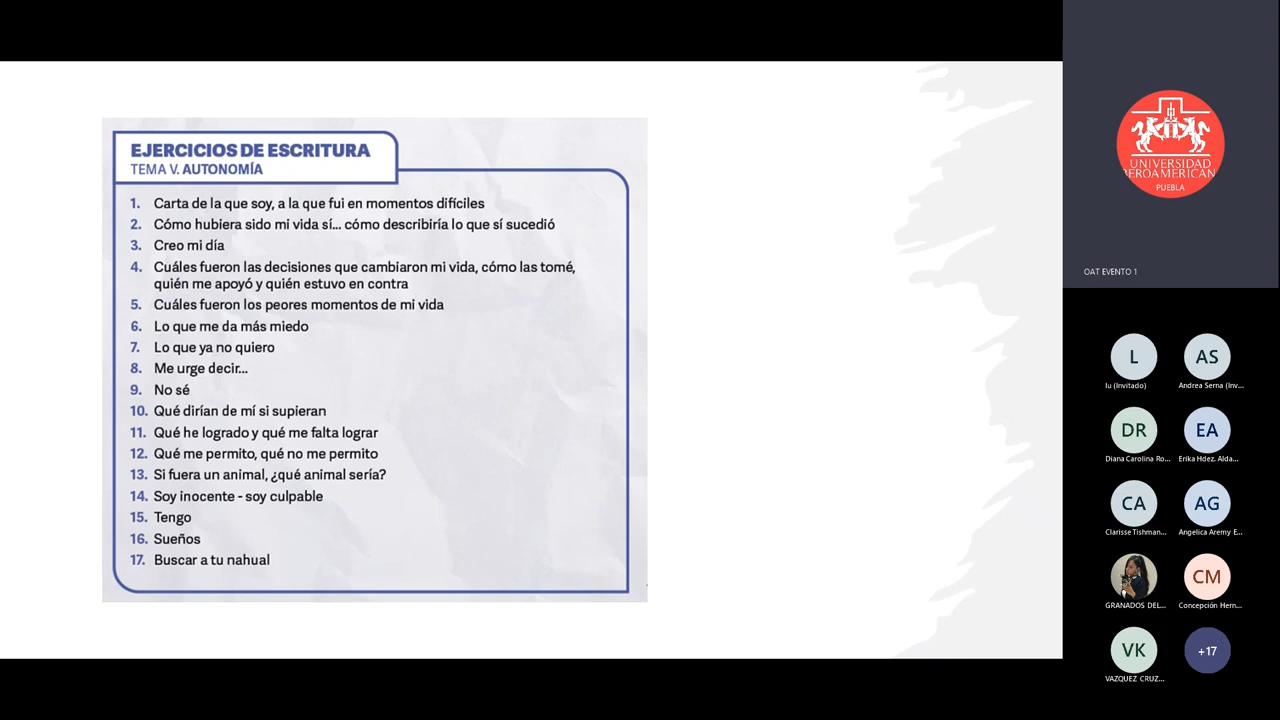 EJERCICIOS DE ESCRITURA
TEMA V. AUTONOMÍA
1. Carta de la que soy, a la que fui en momentos difíciles
2. Cómo hubiera sido mi vida sí... cómo describiría lo que sí sucedió
3. Creo mi día
4. Cuáles fueron las decisiones que cambiaron mi vida, cómo las tomé,
quién me apoyó y quién estuvo en contra
5. Cuáles fueron los peores momentos de mi vida
6. Lo que me da más miedo
7. Lo que ya no quiero
8. Me urge decir...
9. No sé
10. Qué dirían de mí si supieran
11. Qué he logrado y qué me falta lograr
12. Qué me permito, qué no me permito
13. Si fuera un animal, ¿qué animal sería?
14. Soy inocente - soy culpable
15. Tengo
16. Sueños
17. Buscar a tu nahual
UNIVERSIDAD
IBEROAMERICANA
PUEBLA
OAT EVENTO 1
L
AS
lu (Invitado)
Andrea Serna (Inv...
DR
EA
Diana Carolina Ro...
Erika Hdez. Alda...
CA
AG
Clarisse Tishman...
Angelica Aremy E...
CM
GRANADOS DEL...
Concepción Hern...
VK
+17
VAZQUEZ CRUZ...